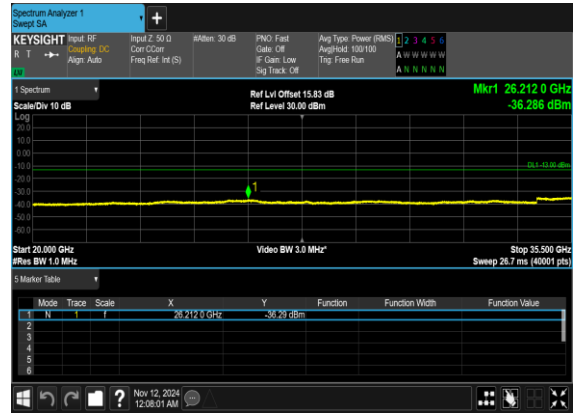 Spectrum Analyzer 1
Swept SA
+
KEYSIGHT Input: RF Input Z: 50 Ω #Atten: 30 dB PNO: Fast Avg Type: Power (RMS) 1 2 3 4 5 6
R T Coupling: DC Corr CCorr Gate: Off Avg|Hold: 100/100 A W W W W W
Align: Auto Freq Ref: Int (S) IF Gain: Low Trig: Free Run
LW Sig Track: Off A N N N N N
1 Spectrum Ref Lvl Offset 15.83 dB Mkr1 26.212 0 GHz
Scale/Div 10 dB Ref Level 30.00 dBm -36.286 dBm
Log
20.0
10.0
0.00
-10.0 DL1 -13.00 dBm
-20.0
-30.0 1
-40.0
-50.0
-60.0
Start 20.000 GHz Video BW 3.0 MHz* Stop 35.500 GHz
#Res BW 1.0 MHz Sweep 26.7 ms (40001 pts)
5 Marker Table
Mode Trace Scale X Y Function Function Width Function Value
1 N 1 f 26.212 0 GHz -36.29 dBm
2
3
4
5
6
? Nov 12, 2024
12:08:01 AM